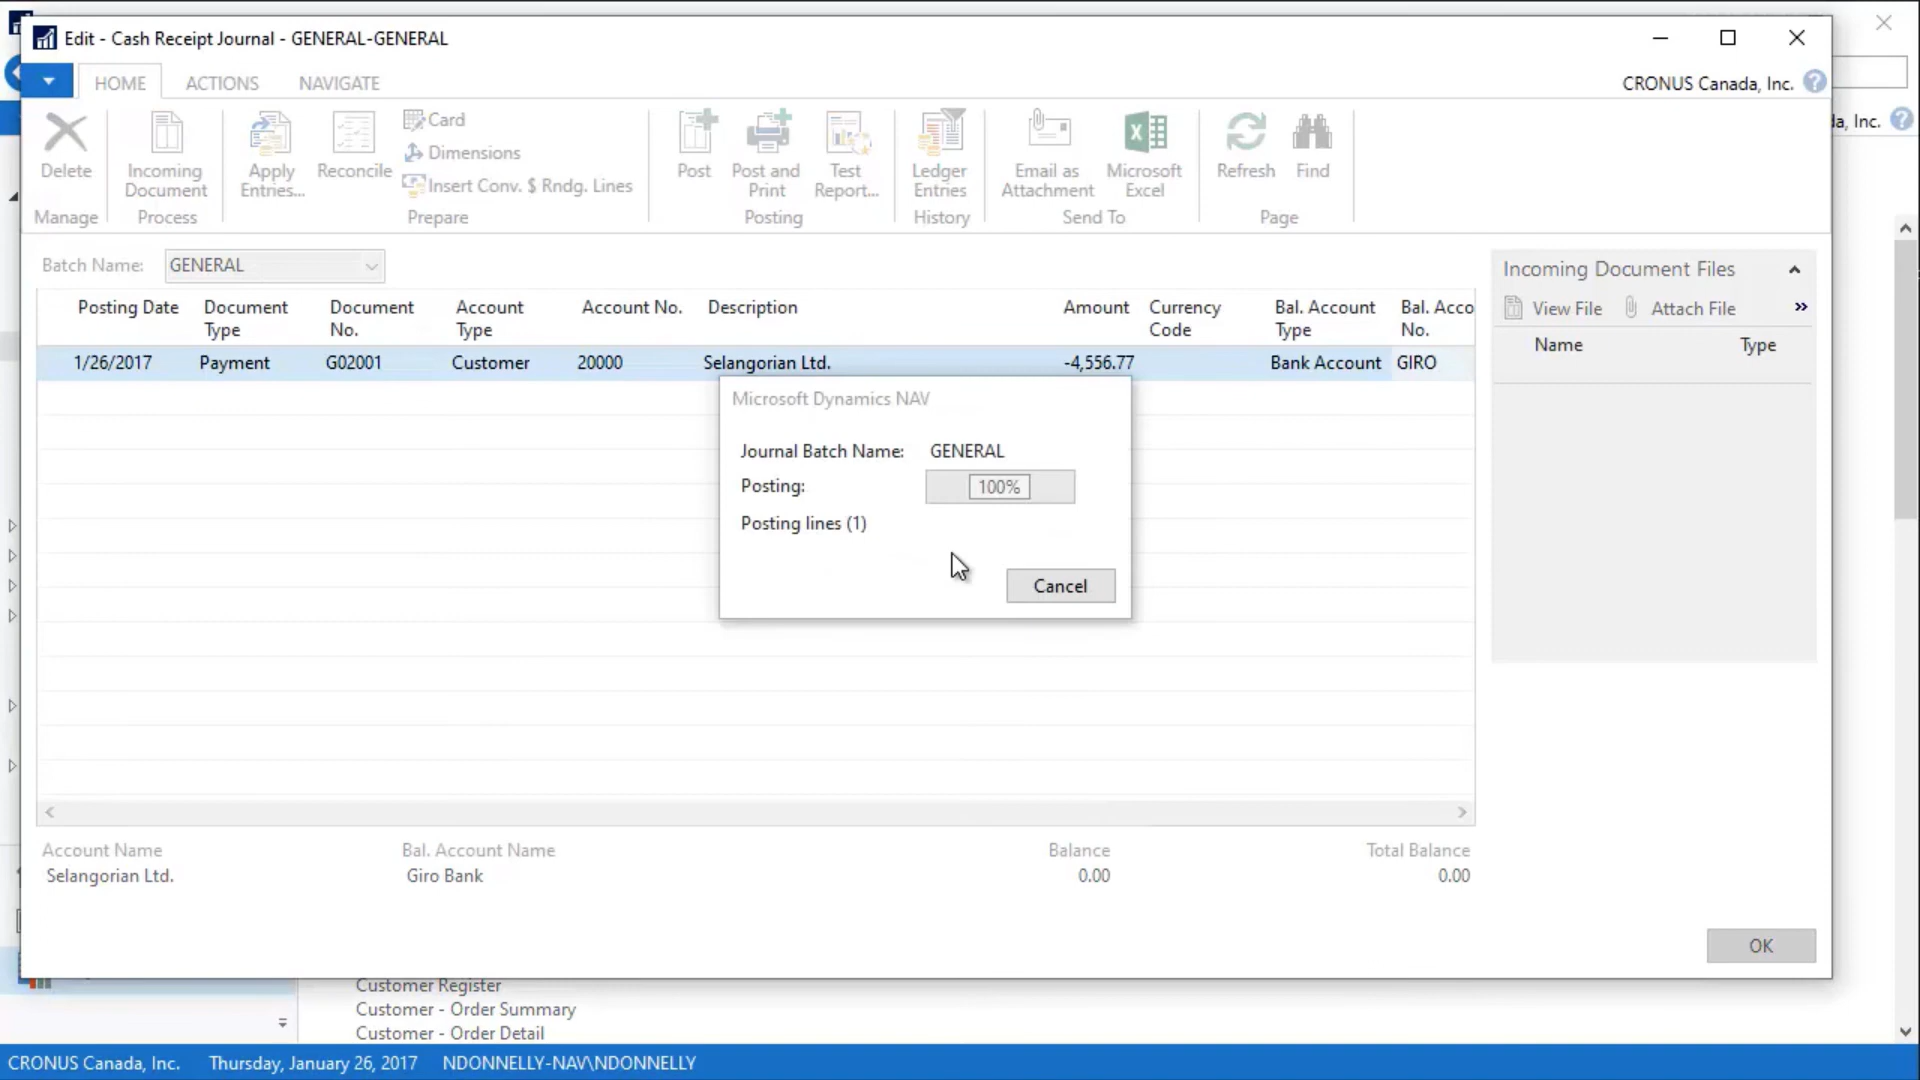 Edit - Cash Receipt Journal - GENERAL-GENERAL
HOME
ACTIONS
NAVIGATE
CRONUS Canada, Inc.
Delete
Incoming
Document
Apply
Entries...
Reconcile
Card
Dimensions
Insert Conv. $ Rndg. Lines
Post
Post and
Print
Test
Report...
Ledger
Entries
Email as
Attachment
Microsoft
Excel
Refresh
Find
Manage
Process
Prepare
Posting
History
Send To
Page
Inc.
Batch Name: GENERAL
Posting Date
Document
Type
Document
No.
Account
Type
Account No.
Description
Amount
Currency
Code
Bal. Account
Type
Bal. Acco
No.
1/26/2017 Payment G02001 Customer 20000 Selangorian Ltd. -4,556.77 Bank Account GIRO
Incoming Document Files
View File
Attach File
Name
Type
Microsoft Dynamics NAV
Journal Batch Name: GENERAL
Posting: 100%
Posting lines (1)
Cancel
Account Name
Selangorian Ltd.
Bal. Account Name
Giro Bank
Balance
0.00
Total Balance
0.00
OK
Customer Register
Customer - Order Summary
Customer - Order Detail
CRONUS Canada, Inc. Thursday, January 26, 2017 NDONNELLY-NAV\NDONNELLY